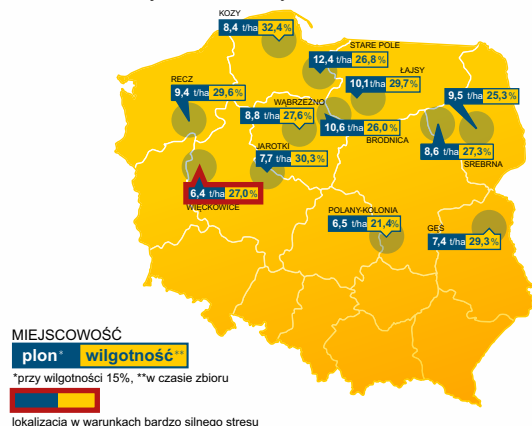 KOZY
8,4 t/ha 32,4%
STARE POLE
12,4 t/ha 26,8%
ŁAJSY
10,1 t/ha 29,7%
RECZ
9,4 t/ha 29,6%
9,5 t/ha 25,3%
WĄBRZEŹNO
8,8 t/ha 27,6%
10,6 t/ha 26,0%
BRODNICA
8,6 t/ha 27,3%
SREBRNA
JAROTKI
7,7 t/ha 30,3%
6,4 t/ha 27,0%
WIĘCKOWICE
POLANY-KOLONIA
6,5 t/ha 21,4%
GĘŚ
7,4 t/ha 29,3%
MIEJSCOWOŚĆ
plon* wilgotność**
*przy wilgotności 15%, **w czasie zbioru
lokalizacja w warunkach bardzo silnego stresu